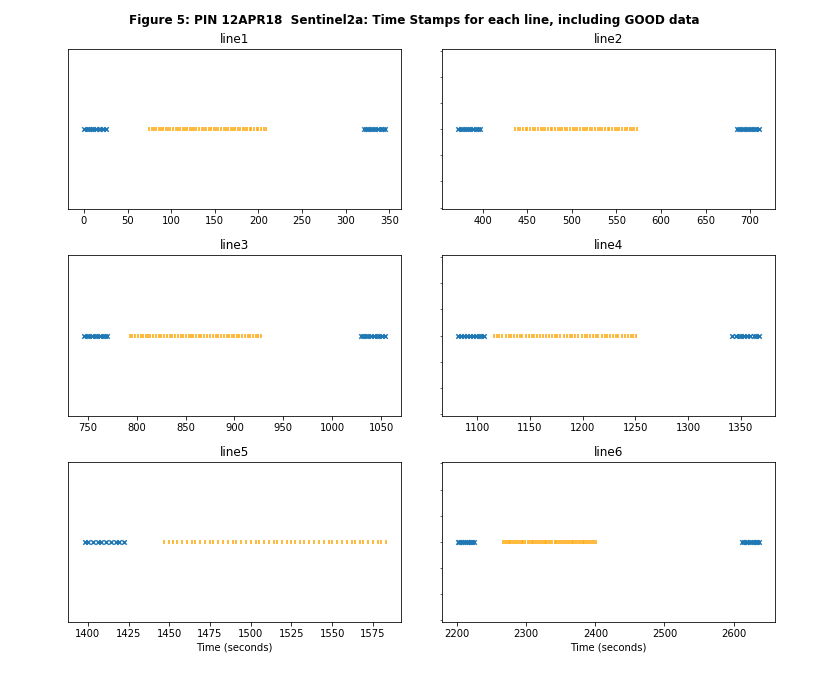 Figure 5: PIN 12APR18  Sentinel2a: Time Stamps for each line, including GOOD data
line1
line2
0 50 100 150 200 250 300 350
400 450 500 550 600 650 700
line3
line4
750 800 850 900 950 1000 1050
1100 1150 1200 1250 1300 1350
line5
line6
1400 1425 1450 1475 1500 1525 1550 1575
2200 2300 2400 2500 2600
Time (seconds)
Time (seconds)